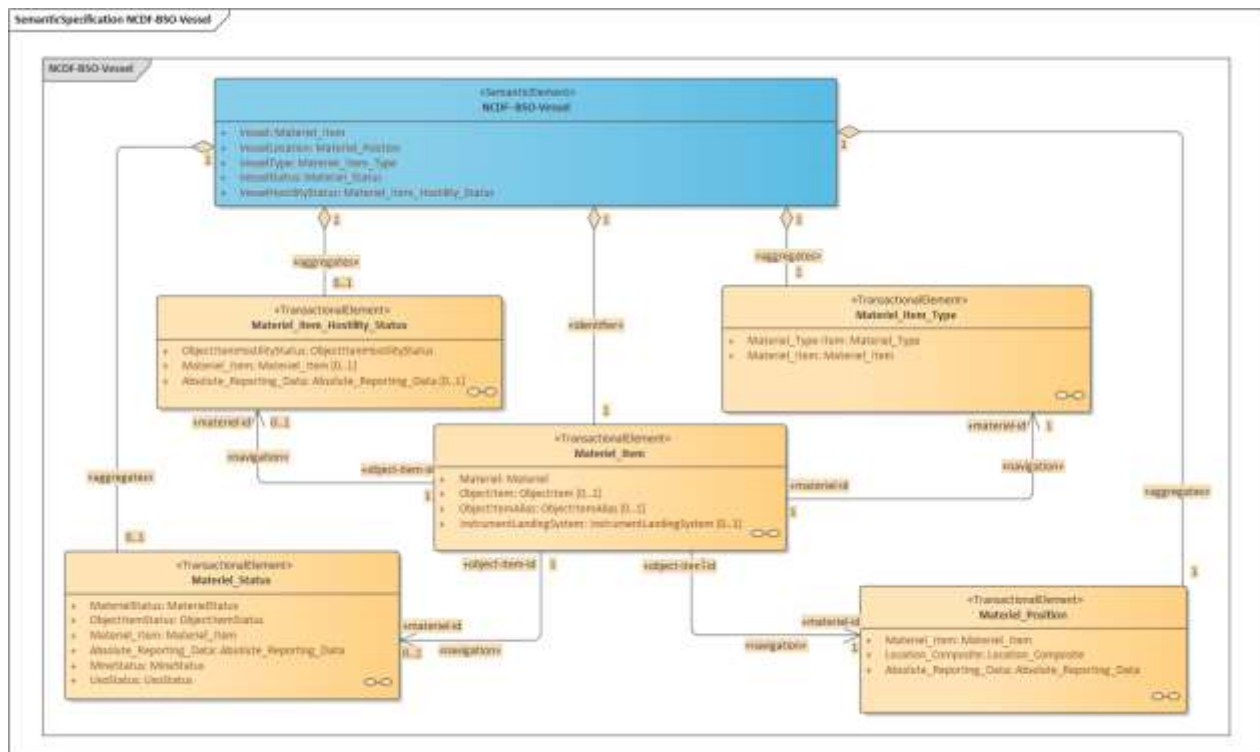 SemanticSpecification NCDF-BSO-Vessel
NCDF-BSO-Vessel
«SemanticElement»
NCDF-BSO-Vessel
Vessel: Materiel_Item
VesselLocation: Materiel_Position
VesselType: Materiel_Item_Type
VesselStatus: Materiel_Status
VesselHostilityStatus: Materiel_Item_Hostility_Status
1
1
1
1
1
«aggregates»
0..1
«aggregates»
1
«identifier»
«TransactionalElement»
Materiel_Item_Hostility_Status
ObjectItemHostilityStatus: ObjectItemHostilityStatus
Materiel_Item: Materiel_Item [0..1]
Absolute_Reporting_Data: Absolute_Reporting_Data [0..1]
«TransactionalElement»
Materiel_Item_Type
Materiel_Type-Item: Materiel_Type
Materiel_Item: Materiel_Item
+materiel-id
0..1
«navigation»
+object-item-id
1
1
+materiel-id
1
«navigation»
+materiel-id
1
«TransactionalElement»
Materiel_Item
Materiel: Materiel
ObjectItem: ObjectItem [0..1]
ObjectItemAlias: ObjectItemAlias [0..1]
InstrumentLandingSystem: InstrumentLandingSystem [0..1]
«aggregates»
0..1
«aggregates»
1
+object-item-id
1
+object-item-id
«TransactionalElement»
Materiel_Status
MaterielStatus: MaterielStatus
ObjectItemStatus: ObjectItemStatus
Materiel_Item: Materiel_Item
Absolute_Reporting_Data: Absolute_Reporting_Data
MineStatus: MineStatus
UxoStatus: UxoStatus
+materiel-id
0..1
«navigation»
+materiel-id
1
«navigation»
«TransactionalElement»
Materiel_Position
Materiel_Item: Materiel_Item
Location_Composite: Location_Composite
Absolute_Reporting_Data: Absolute_Reporting_Data